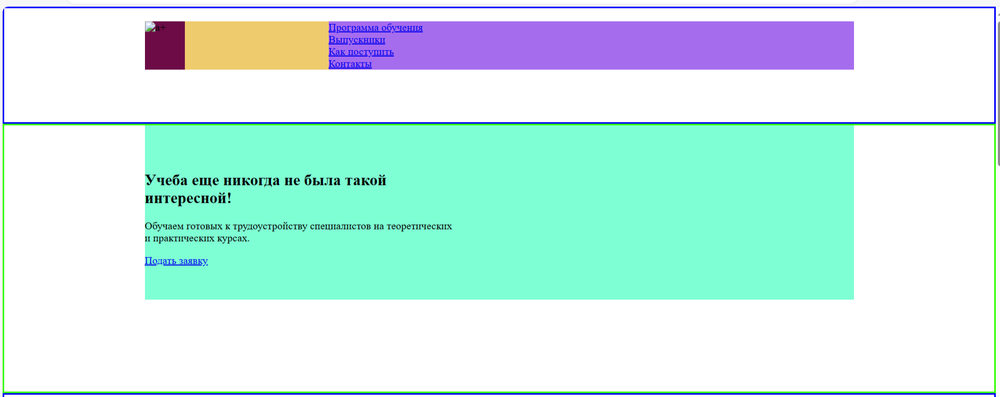 a+
Программа обучения
Выпускники
Как поступить
Контакты
Учеба еще никогда не была такой
интересной!
Обучаем готовых к трудоустройству специалистов на теоретических
и практических курсах.
Подать заявку